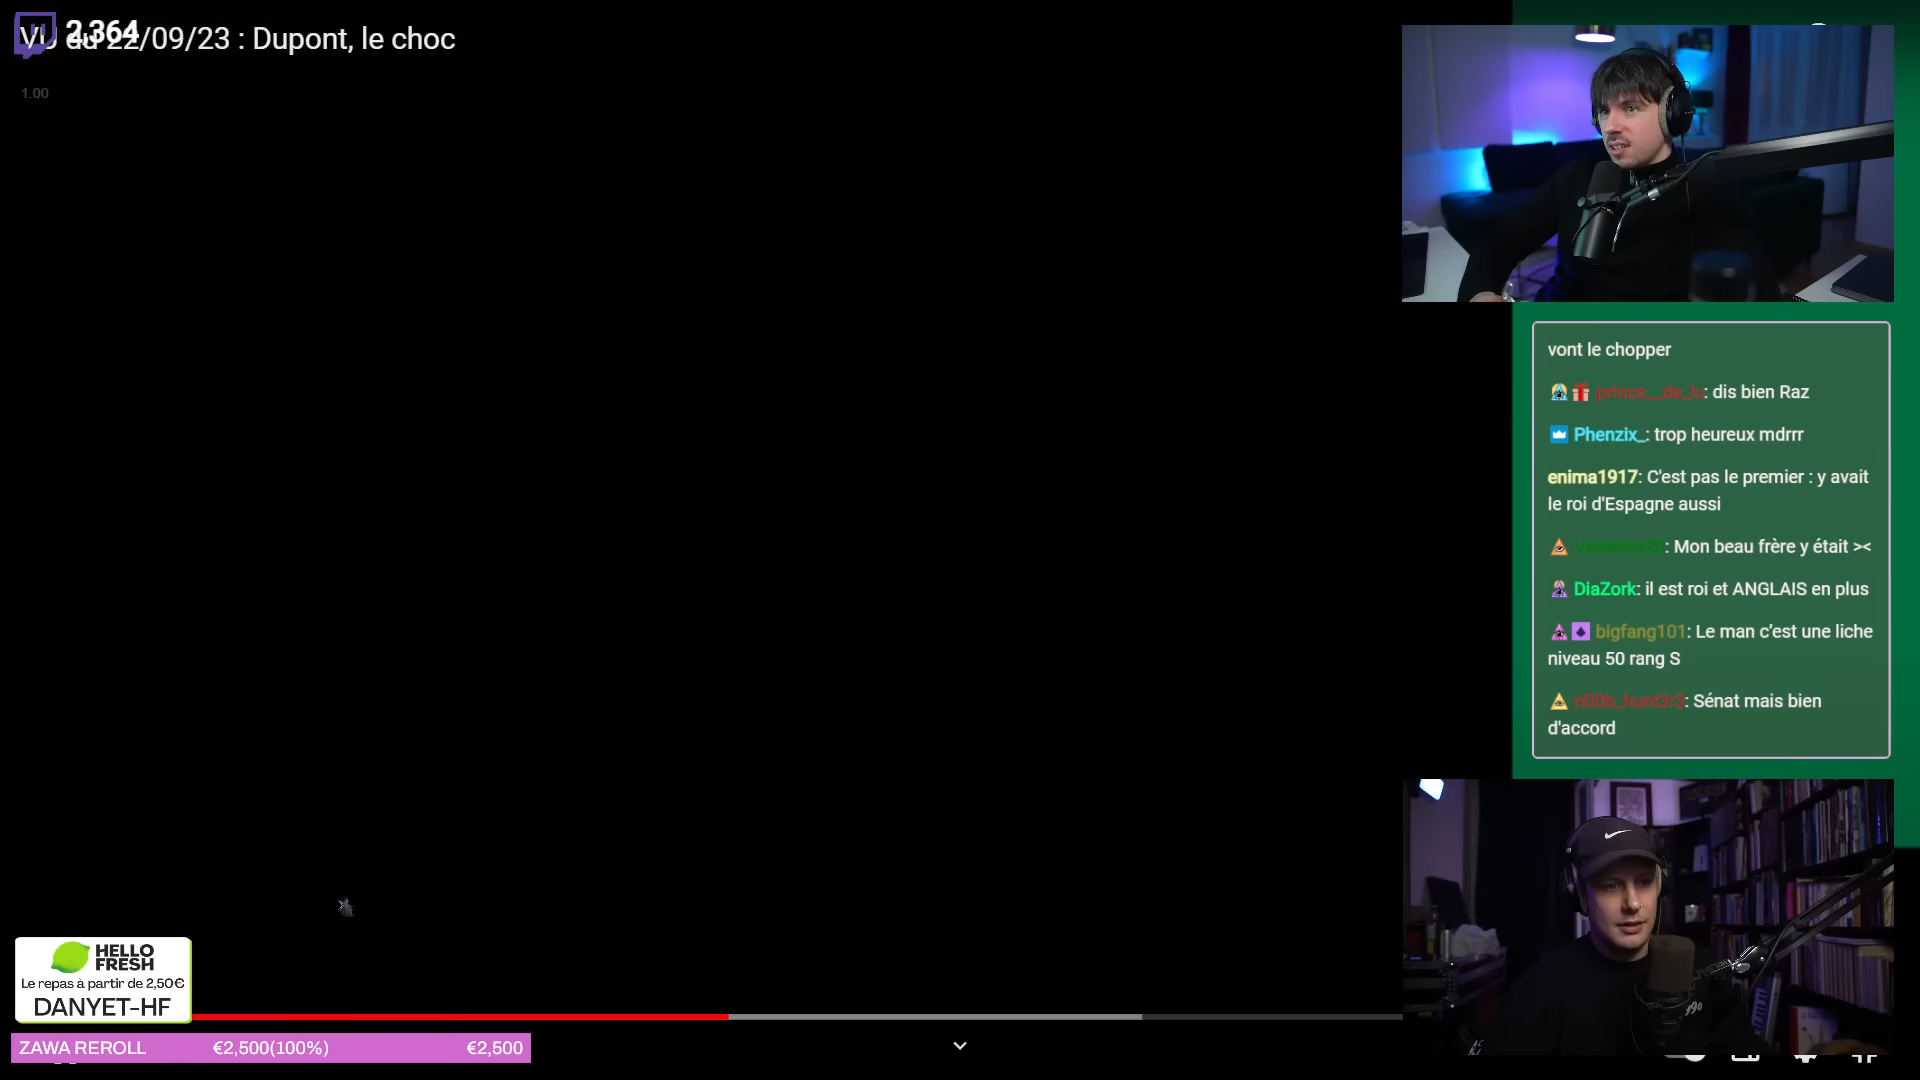 2,364
VU du 22/09/23 : Dupont, le choc
1.00
vont le chopper
prince__de_lu: dis bien Raz
Phenzix_: trop heureux mdrrr
enima1917: C'est pas le premier : y avait
le roi d'Espagne aussi
: Mon beau frère y était ><
DiaZork: il est roi et ANGLAIS en plus
bigfang101: Le man c'est une liche
niveau 50 rang S
n00b_hunt3r3: Sénat mais bien
d'accord
HELLO
FRESH
Le repas à partir de 2,50€
DANYET-HF
ZAWA REROLL €2,500(100%) €2,500